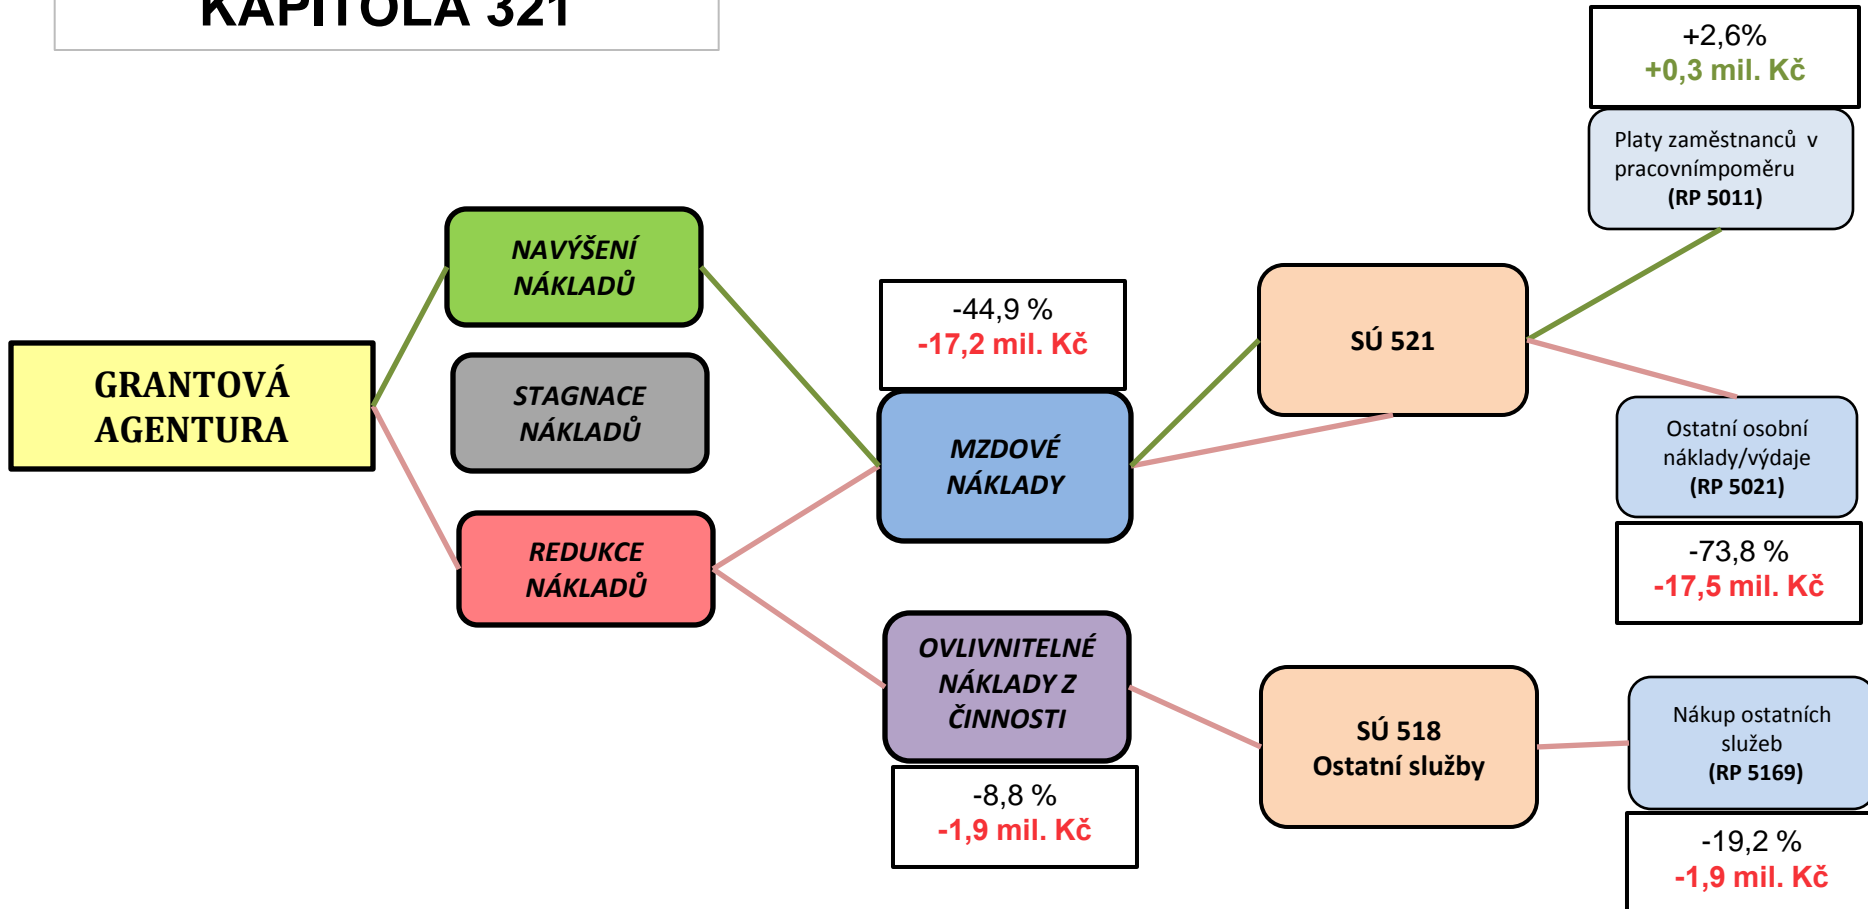 KAPITOLA 321
+2,6%
+0,3 mil. Kč
Platy zaměstnanců v
pracovnímpoměru
(RP 5011)
NAVÝŠENÍ
NÁKLADŮ
-44,9 %
-17,2 mil. Kč
SÚ 521
GRANTOVÁ
AGENTURA
STAGNACE
NÁKLADŮ
MZDOVÉ
NÁKLADY
Ostatní osobní
náklady/výdaje
(RP 5021)
-73,8 %
-17,5 mil. Kč
REDUKCE
NÁKLADŮ
OVLIVNITELNÉ
NÁKLADY Z
ČINNOSTI
-8,8 %
-1,9 mil. Kč
SÚ 518
Ostatní služby
Nákup ostatních
služeb
(RP 5169)
-19,2 %
-1,9 mil. Kč